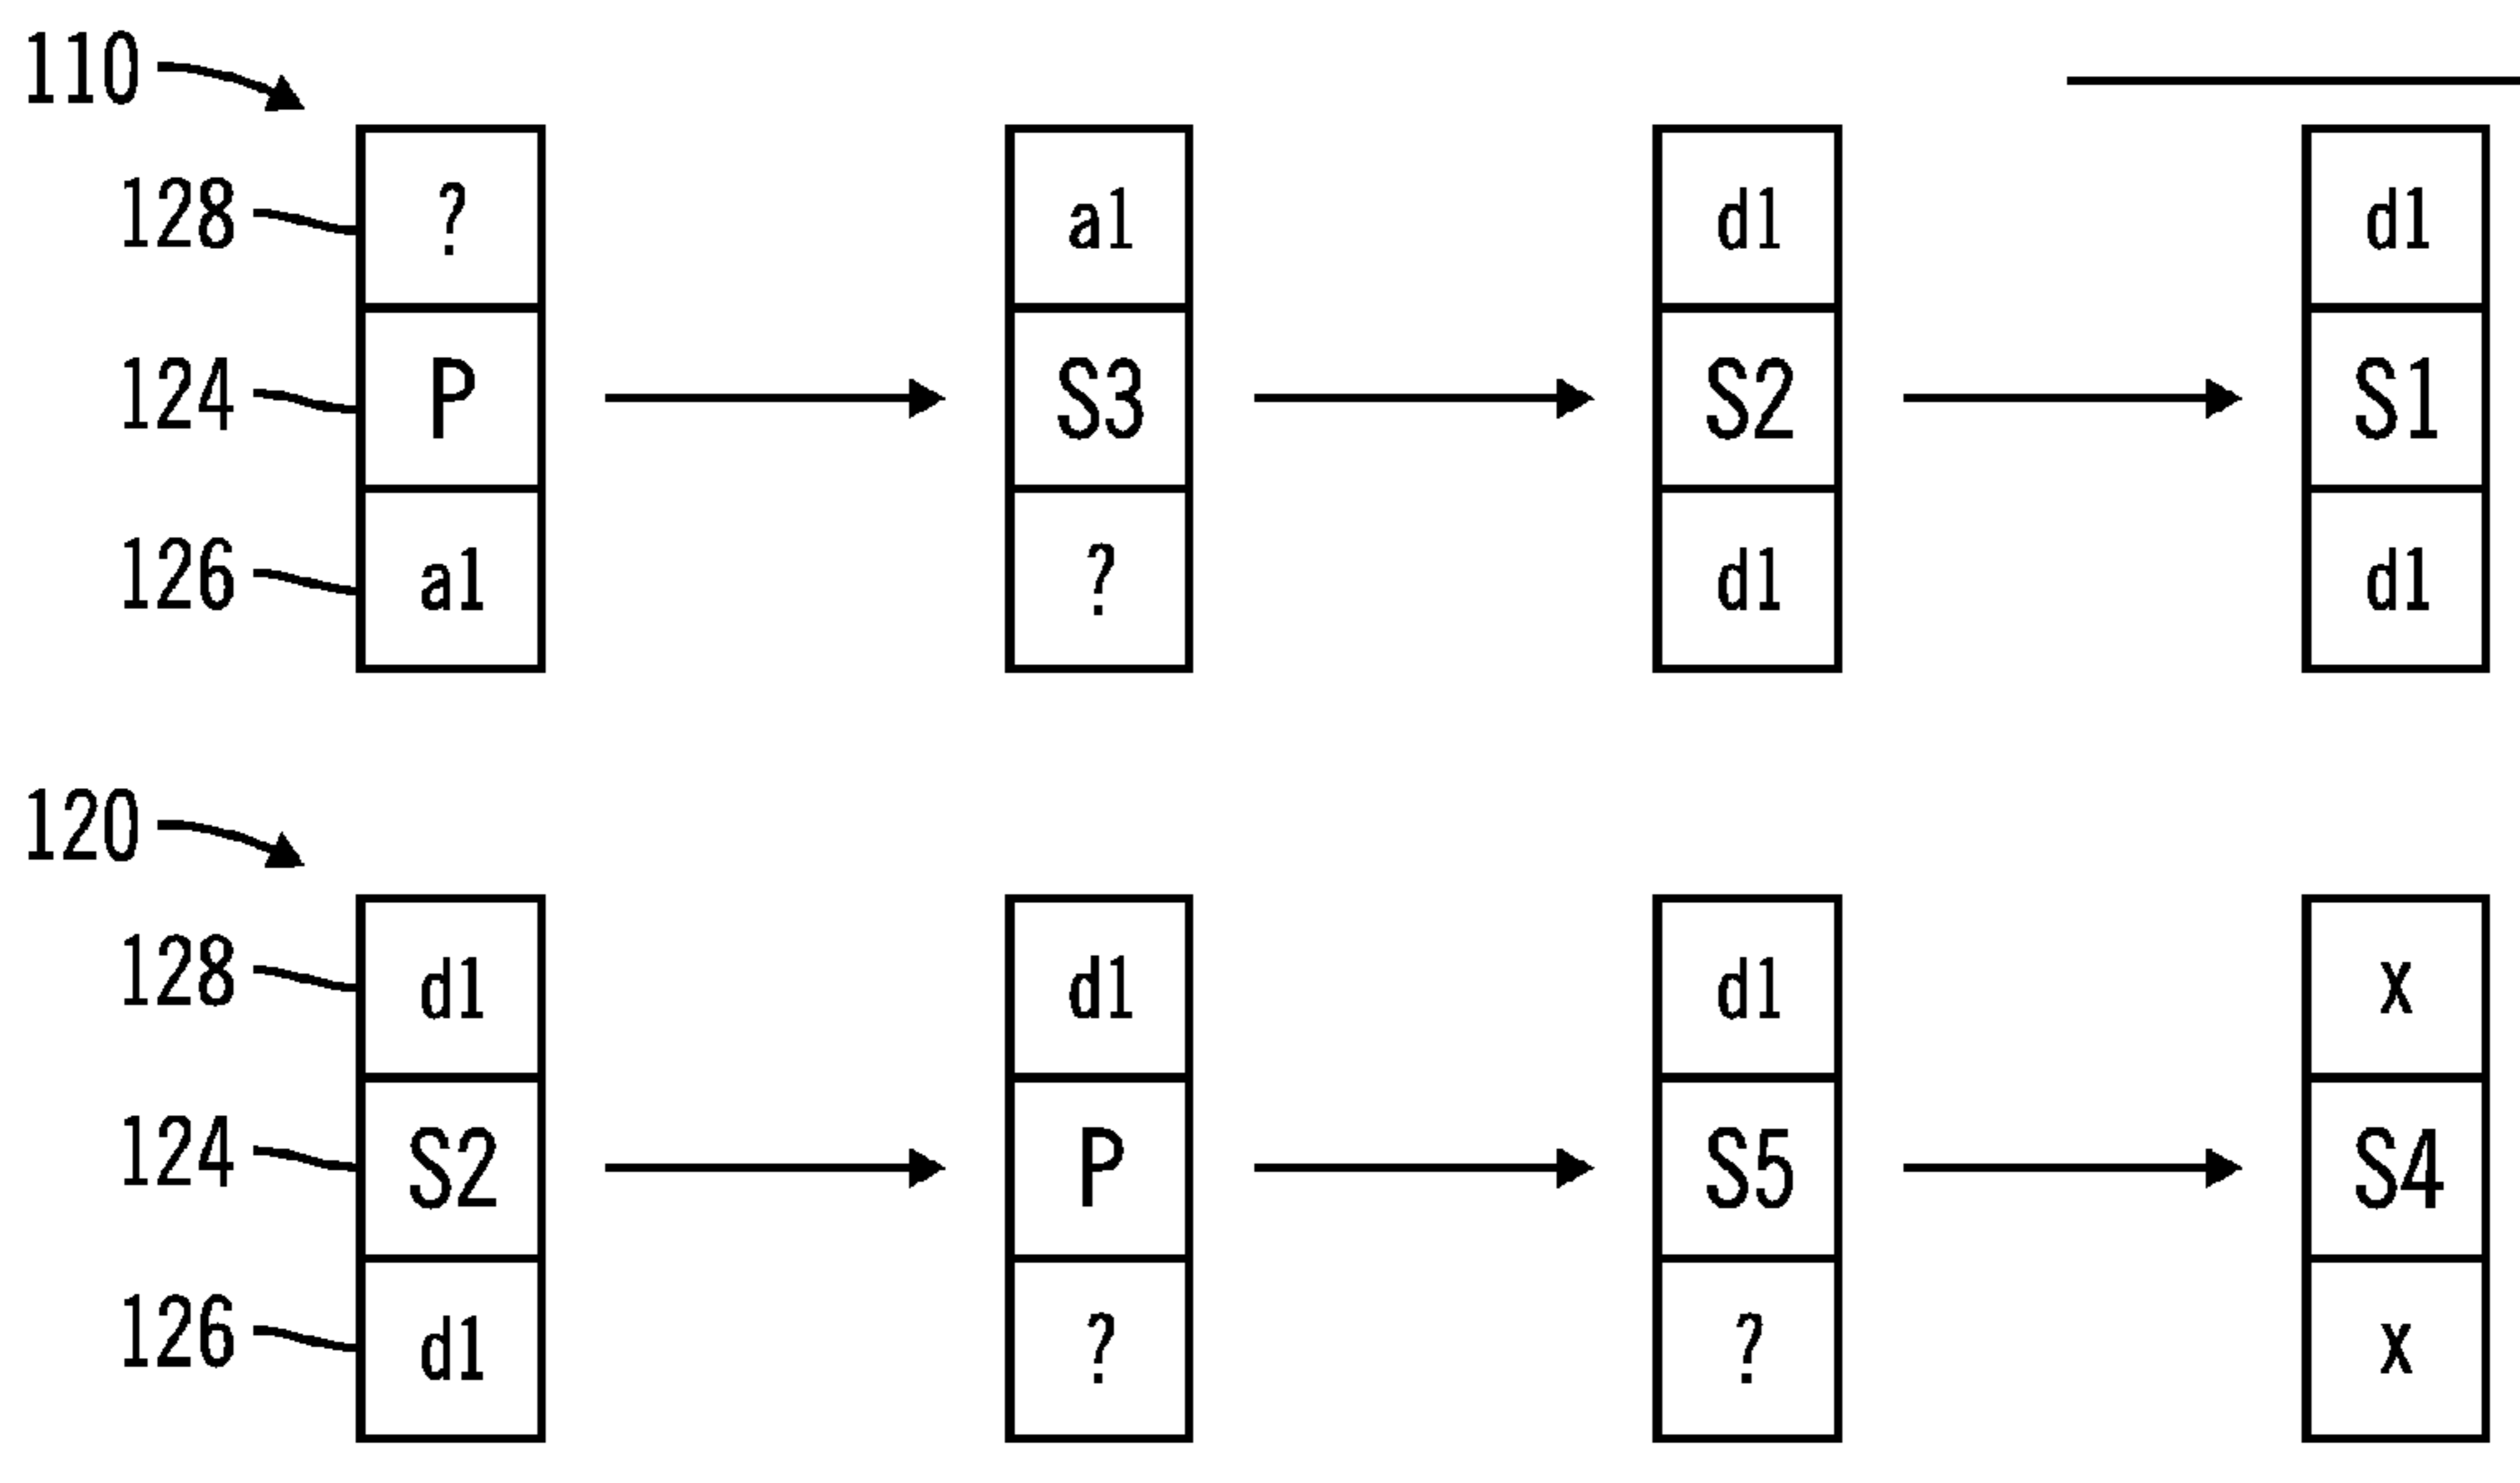 110
128 ? a1 d1 d1
124 P S3 S2 S1
126 a1 ? d1 d1
120
128 d1 d1 d1 x
124 S2 P S5 S4
126 d1 ? ? x